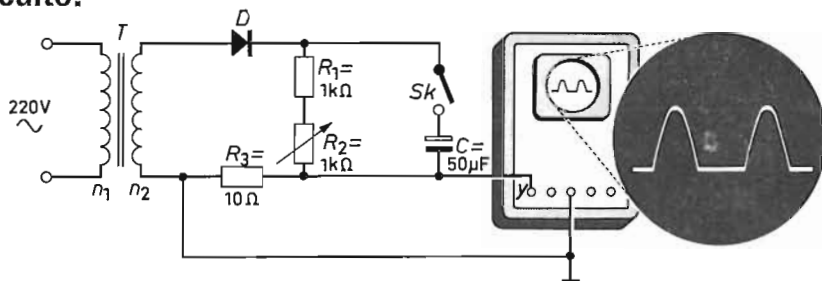 T
D
R1=
1kΩ
Sk
220V
R3=
R2=
1kΩ
C=
50µF
n1
n2
10Ω
y